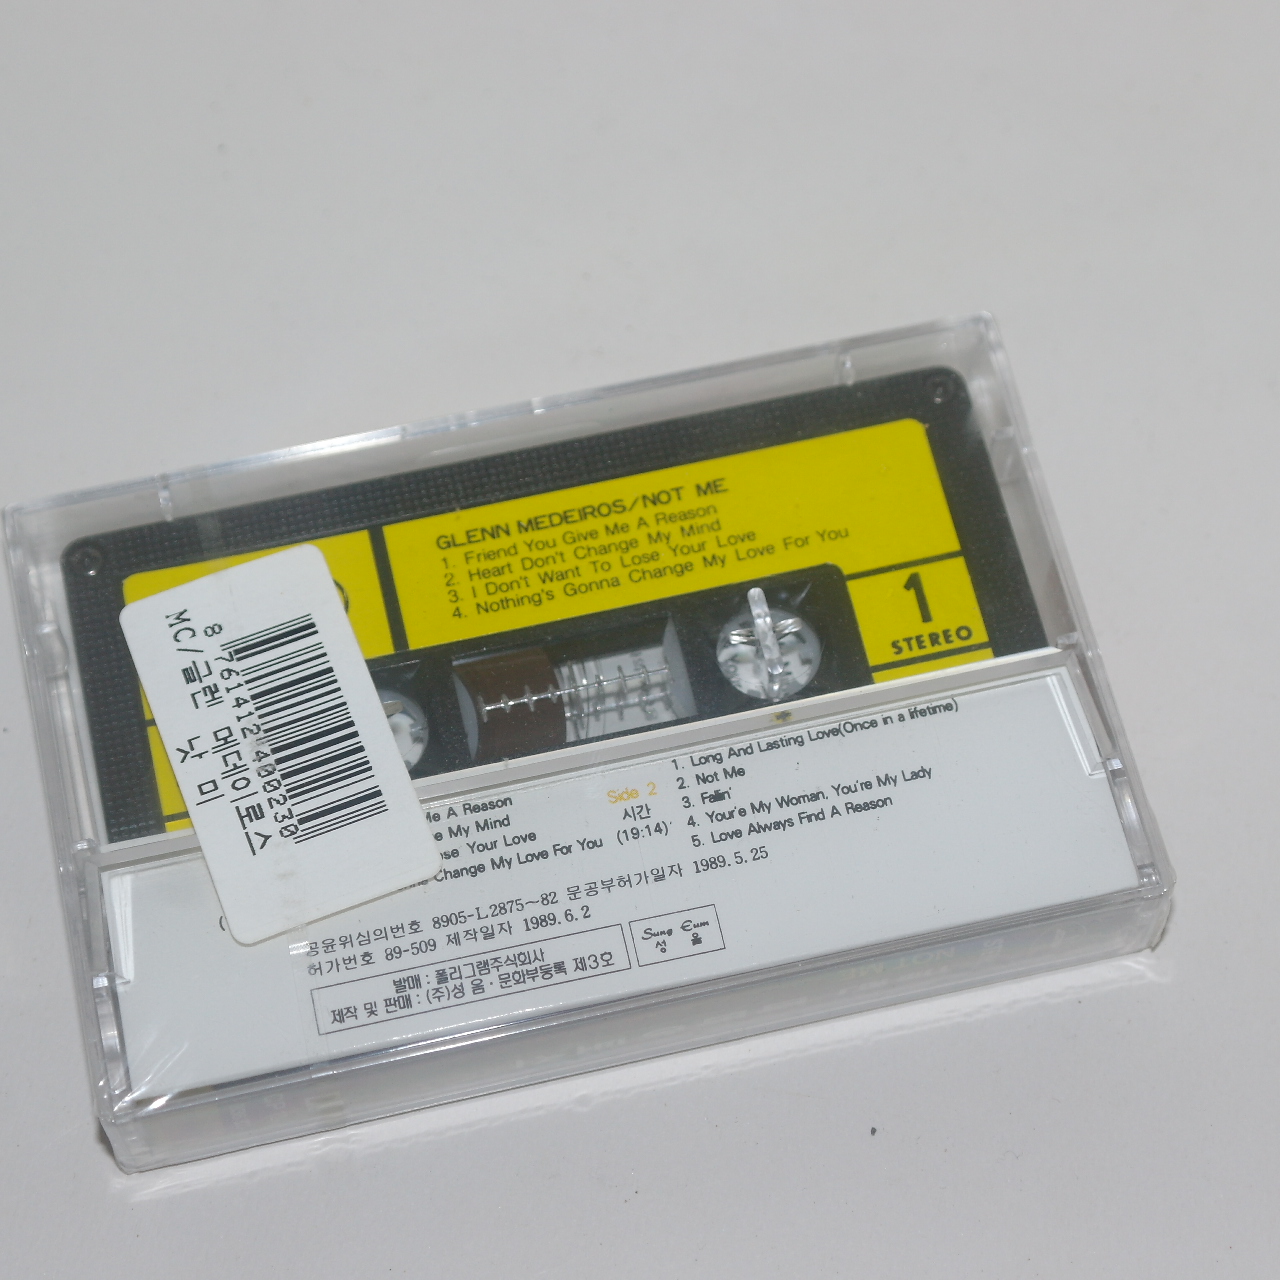 GLENN MEDEIROS/NOT ME
1. Friend You Give Me A Reason
2. Heart Don't Change My Mind
3. I Don't Want To Lose Your Love
4. Nothing's Gonna Change My Love For You
1
STEREO
8 761412 400230
MC/글렌 메데이로스
낫 미
Me A Reason
e My Mind
ose Your Love
Change My Love For You
Side 2
시간
(19:14)
1. Long And Lasting Love(Once in a lifetime)
2. Not Me
3. Fallin'
4. Your'e My Woman, You're My Lady
5. Love Always Find A Reason
공윤위심의번호 8905-L2875~82 문공부허가일자 1989.5.25
허가번호 89-509 제작일자 1989.6.2
발매 : 폴리그램주식회사
제작 및 판매 : (주)성 음 · 문화부등록 제3호
Sung Eum
성 음